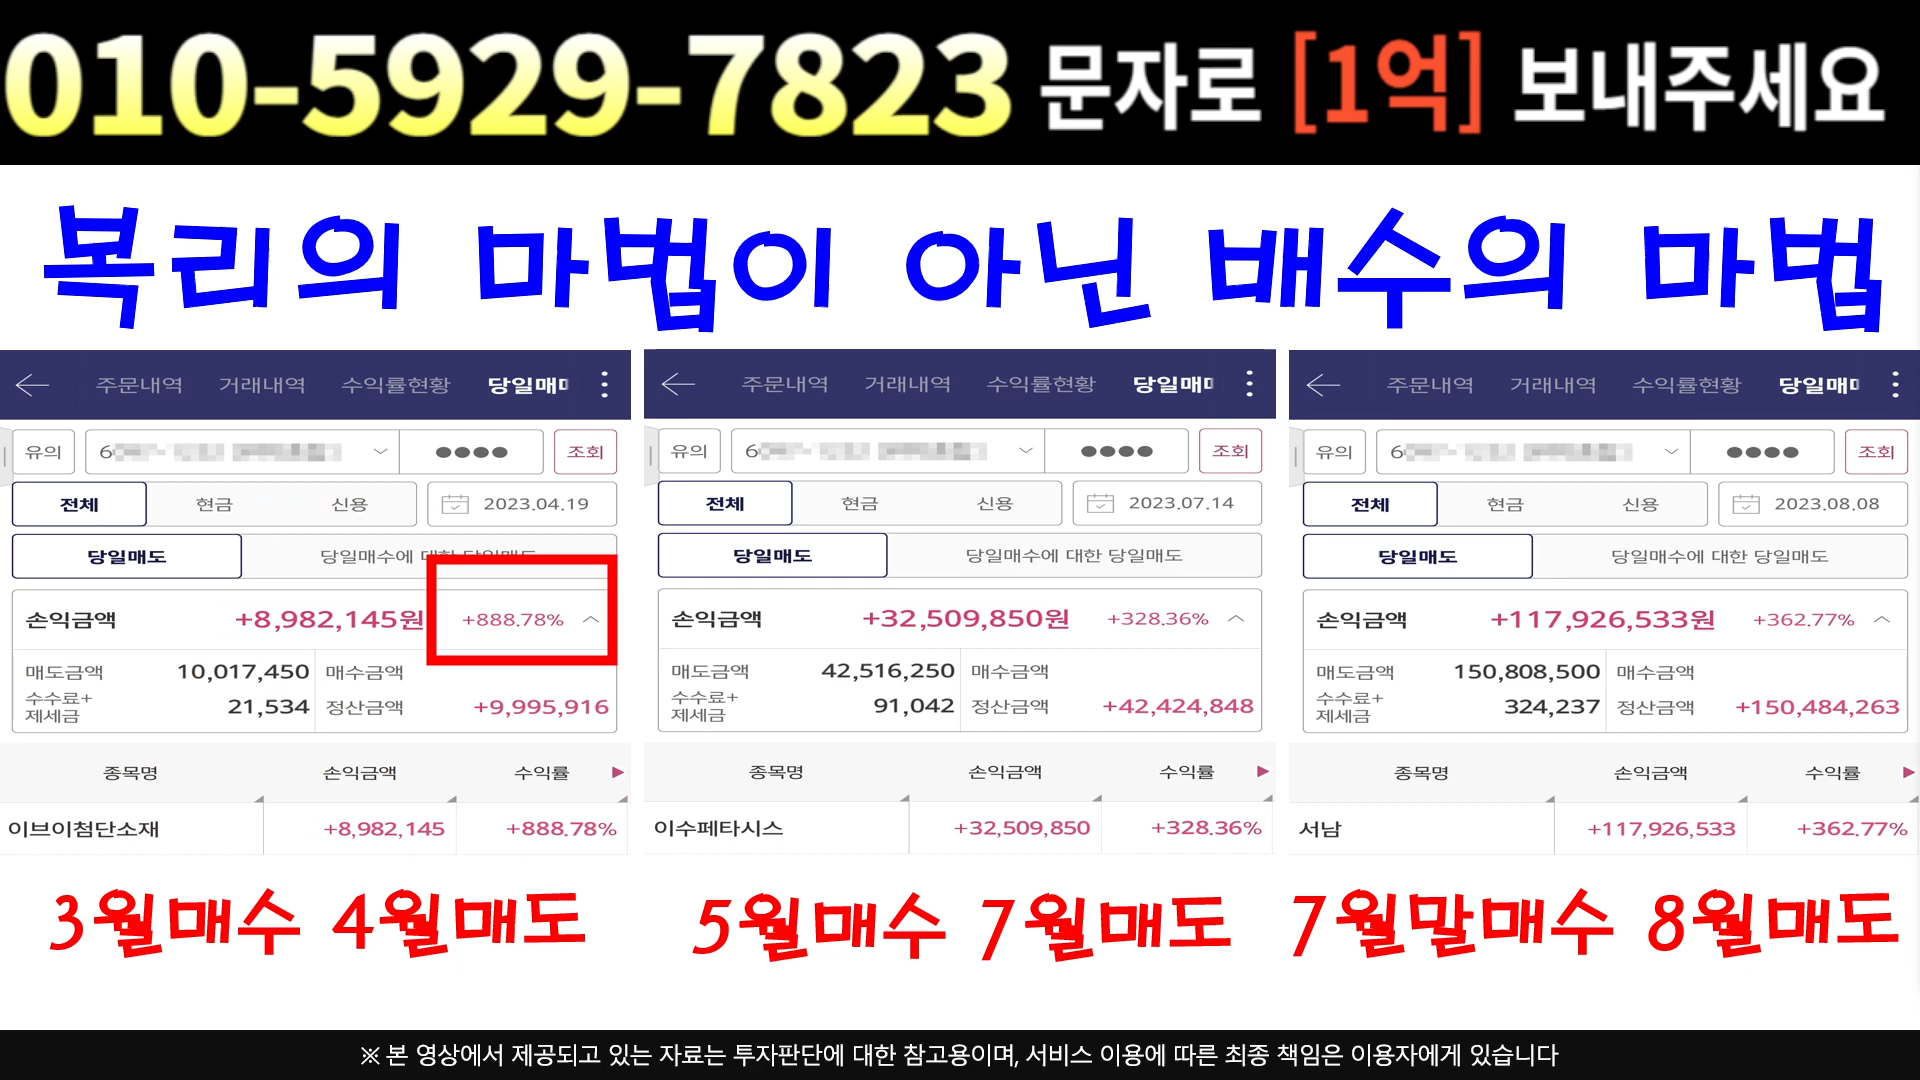 010-5929-7823 문자로 [1억] 보내주세요
복리의 마법이 아닌 배수의 마법
주문내역 거래내역 수익률현황 당일매
유의 6 ●●●● 조회
전체 현금 신용 2023.04.19
당일매도 당일매수에 대한 당일매도
손익금액 +8,982,145원 +888.78%
매도금액 10,017,450 매수금액
수수료+
제세금 21,534 정산금액 +9,995,916
종목명 손익금액 수익률
이브이첨단소재 +8,982,145 +888.78%
3월매수 4월매도
주문내역 거래내역 수익률현황 당일매
유의 6 ●●●● 조회
전체 현금 신용 2023.07.14
당일매도 당일매수에 대한 당일매도
손익금액 +32,509,850원 +328.36%
매도금액 42,516,250 매수금액
수수료+
제세금 91,042 정산금액 +42,424,848
종목명 손익금액 수익률
이수페타시스 +32,509,850 +328.36%
5월매수 7월매도
주문내역 거래내역 수익률현황 당일매
유의 6 ●●●● 조회
전체 현금 신용 2023.08.08
당일매도 당일매수에 대한 당일매도
손익금액 +117,926,533원 +362.77%
매도금액 150,808,500 매수금액
수수료+
제세금 324,237 정산금액 +150,484,263
종목명 손익금액 수익률
서남 +117,926,533 +362.77%
7월말매수 8월매도
※ 본 영상에서 제공되고 있는 자료는 투자판단에 대한 참고용이며, 서비스 이용에 따른 최종 책임은 이용자에게 있습니다